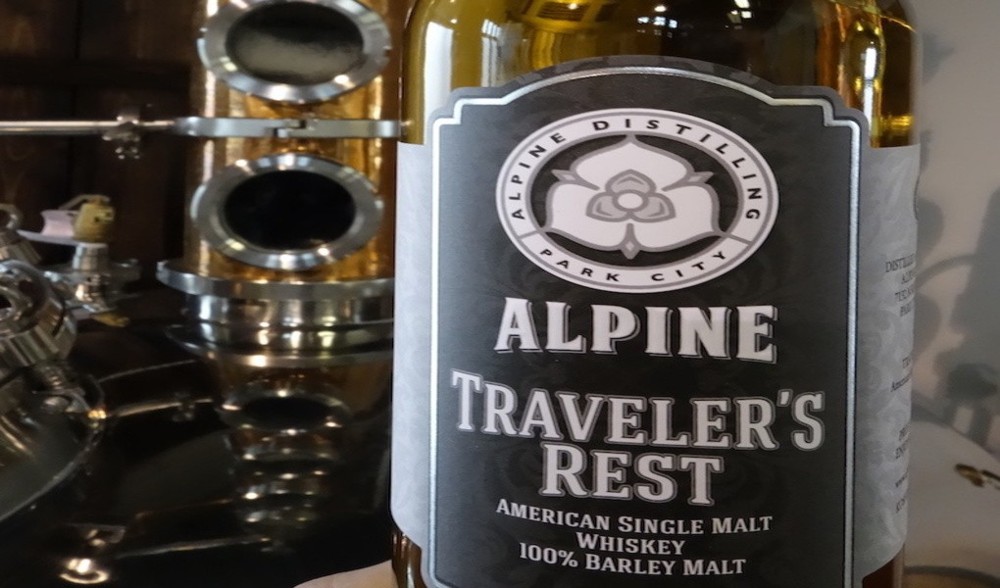 ALPINE DISTILLING
PARK CITY
ALPINE
TRAVELER'S
REST
AMERICAN SINGLE MALT
WHISKEY
100% BARLEY MALT